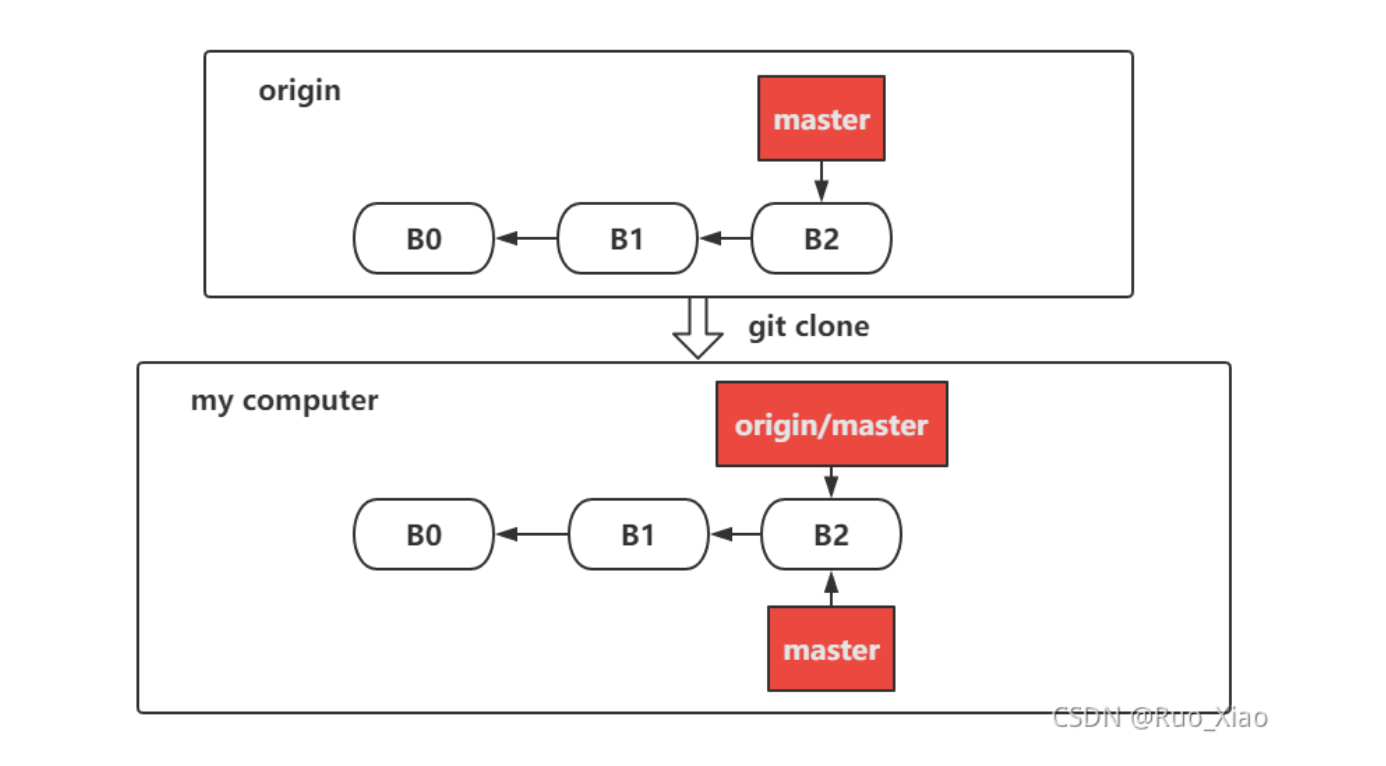 origin
master
B0
B1
B2
git clone
my computer
origin/master
B0
B1
B2
master
CSDN @Ruo_Xiao